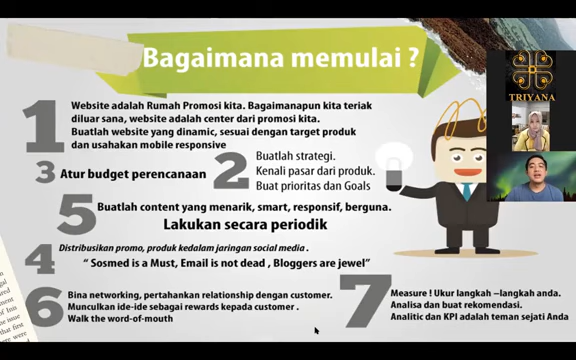 Bagaimana memulai ?
TRIYANA
1
Website adalah Rumah Promosi kita. Bagaimanapun kita teriak
diluar sana, website adalah center dari promosi kita.
Buatlah website yang dinamic, sesuai dengan target produk
dan usahakan mobile responsive
2
Buatlah strategi.
Kenali pasar dari produk.
Buat prioritas dan Goals
3
Atur budget perencanaan
5
Buatlah content yang menarik, smart, responsif, berguna.
Lakukan secara periodik
4
Distribusikan promo, produk kedalam jaringan social media .
“ Sosmed is a Must, Email is not dead , Bloggers are jewel”
6
Bina networking, pertahankan relationship dengan customer.
Munculkan ide-ide sebagai rewards kepada customer .
Walk the word-of-mouth
7
Measure ! Ukur langkah –langkah anda.
Analisa dan buat rekomendasi.
Analitic dan KPI adalah teman sejati Anda